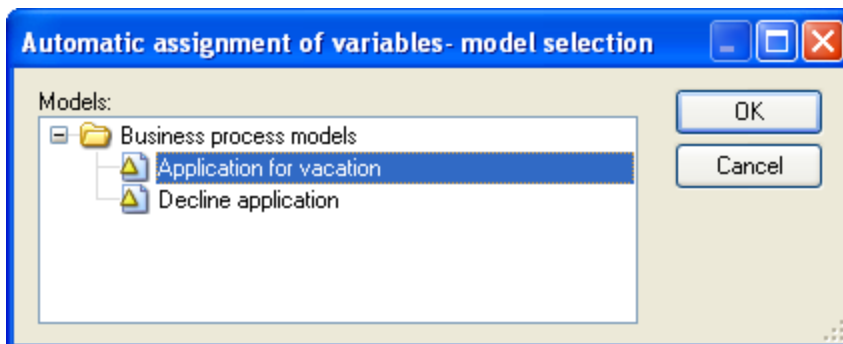 Automatic assignment of variables- model selection
Models:
OK
Business process models
Application for vacation
Cancel
Decline application